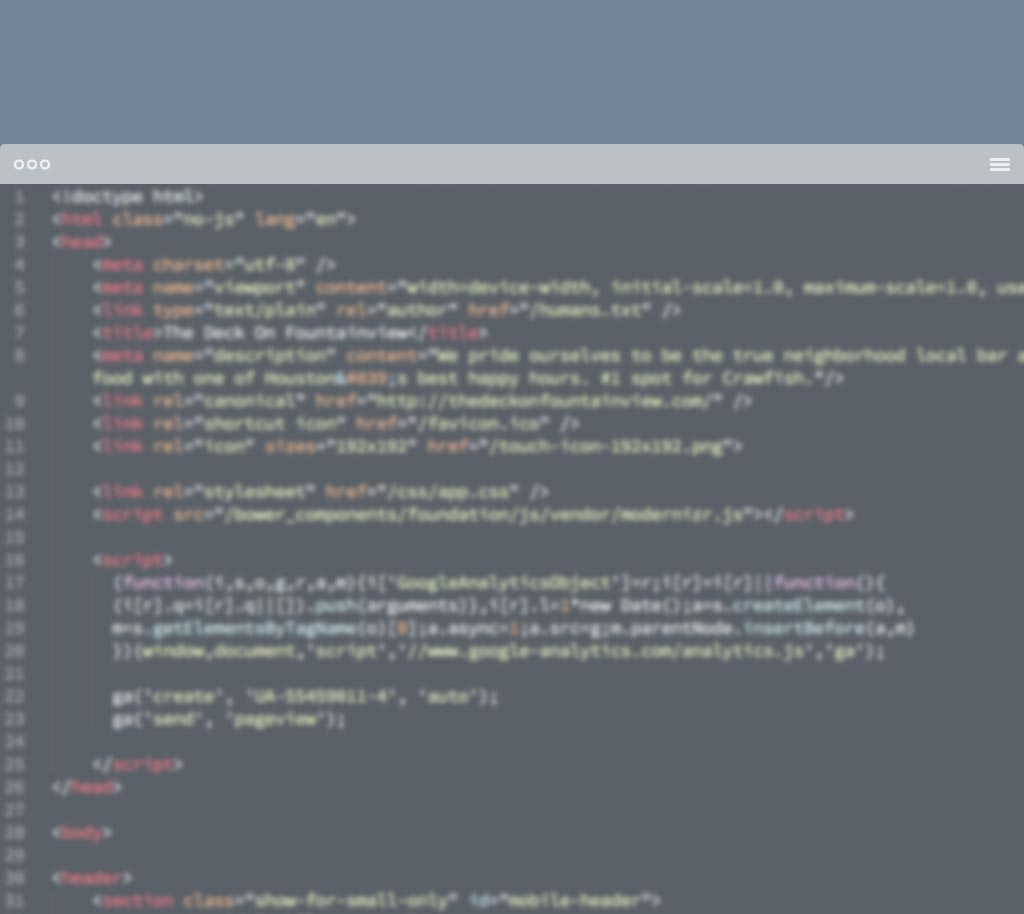 1 <!doctype html>
2 <html class="no-js" lang="en">
3 <head>
4 <meta charset="utf-8" />
5 <meta name="viewport" content="width=device-width, initial-scale=1.0, maximum-scale=1.0, use
6 <link type="text/plain" rel="author" href="/humans.txt" />
7 <title>The Deck On Fountainview</title>
8 <meta name="description" content="We pride ourselves to be the true neighborhood local bar a
food with one of Houston&#039;s best happy hours. #1 spot for Crawfish."/>
9 <link rel="canonical" href="http://thedeckonfountainview.com/" />
10 <link rel="shortcut icon" href="/favicon.ico" />
11 <link rel="icon" sizes="192x192" href="/touch-icon-192x192.png">
12
13 <link rel="stylesheet" href="/css/app.css" />
14 <script src="/bower_components/foundation/js/vendor/modernizr.js"></script>
15
16 <script>
17 (function(i,s,o,g,r,a,m){i['GoogleAnalyticsObject']=r;i[r]=i[r]||function(){
18 (i[r].q=i[r].q||[]).push(arguments)},i[r].l=1*new Date();a=s.createElement(o),
19 m=s.getElementsByTagName(o)[0];a.async=1;a.src=g;m.parentNode.insertBefore(a,m)
20 })(window,document,'script','//www.google-analytics.com/analytics.js','ga');
21
22 ga('create', 'auto');
23 ga('send', 'pageview');
24
25 </script>
26 </head>
27
28 <body>
29
30 <header>
31 <section class="show-for-small-only" id="mobile-header">